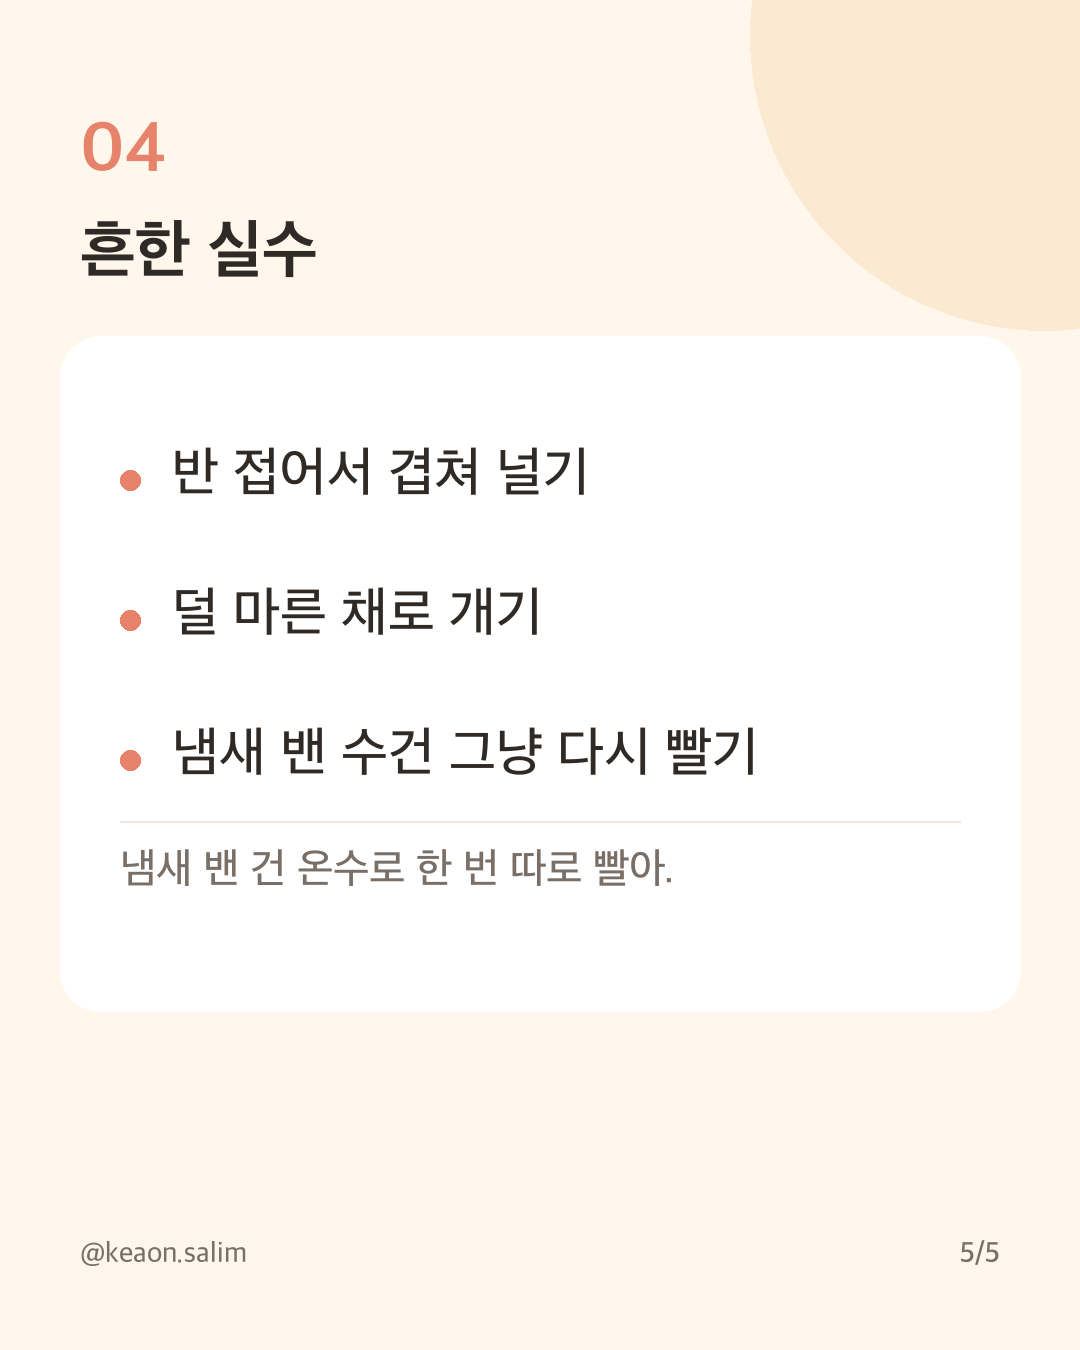 04
흔한 실수
반 접어서 겹쳐 널기
덜 마른 채로 개기
냄새 밴 수건 그냥 다시 빨기
냄새 밴 건 온수로 한 번 따로 빨아.
@keaon.salim
5/5